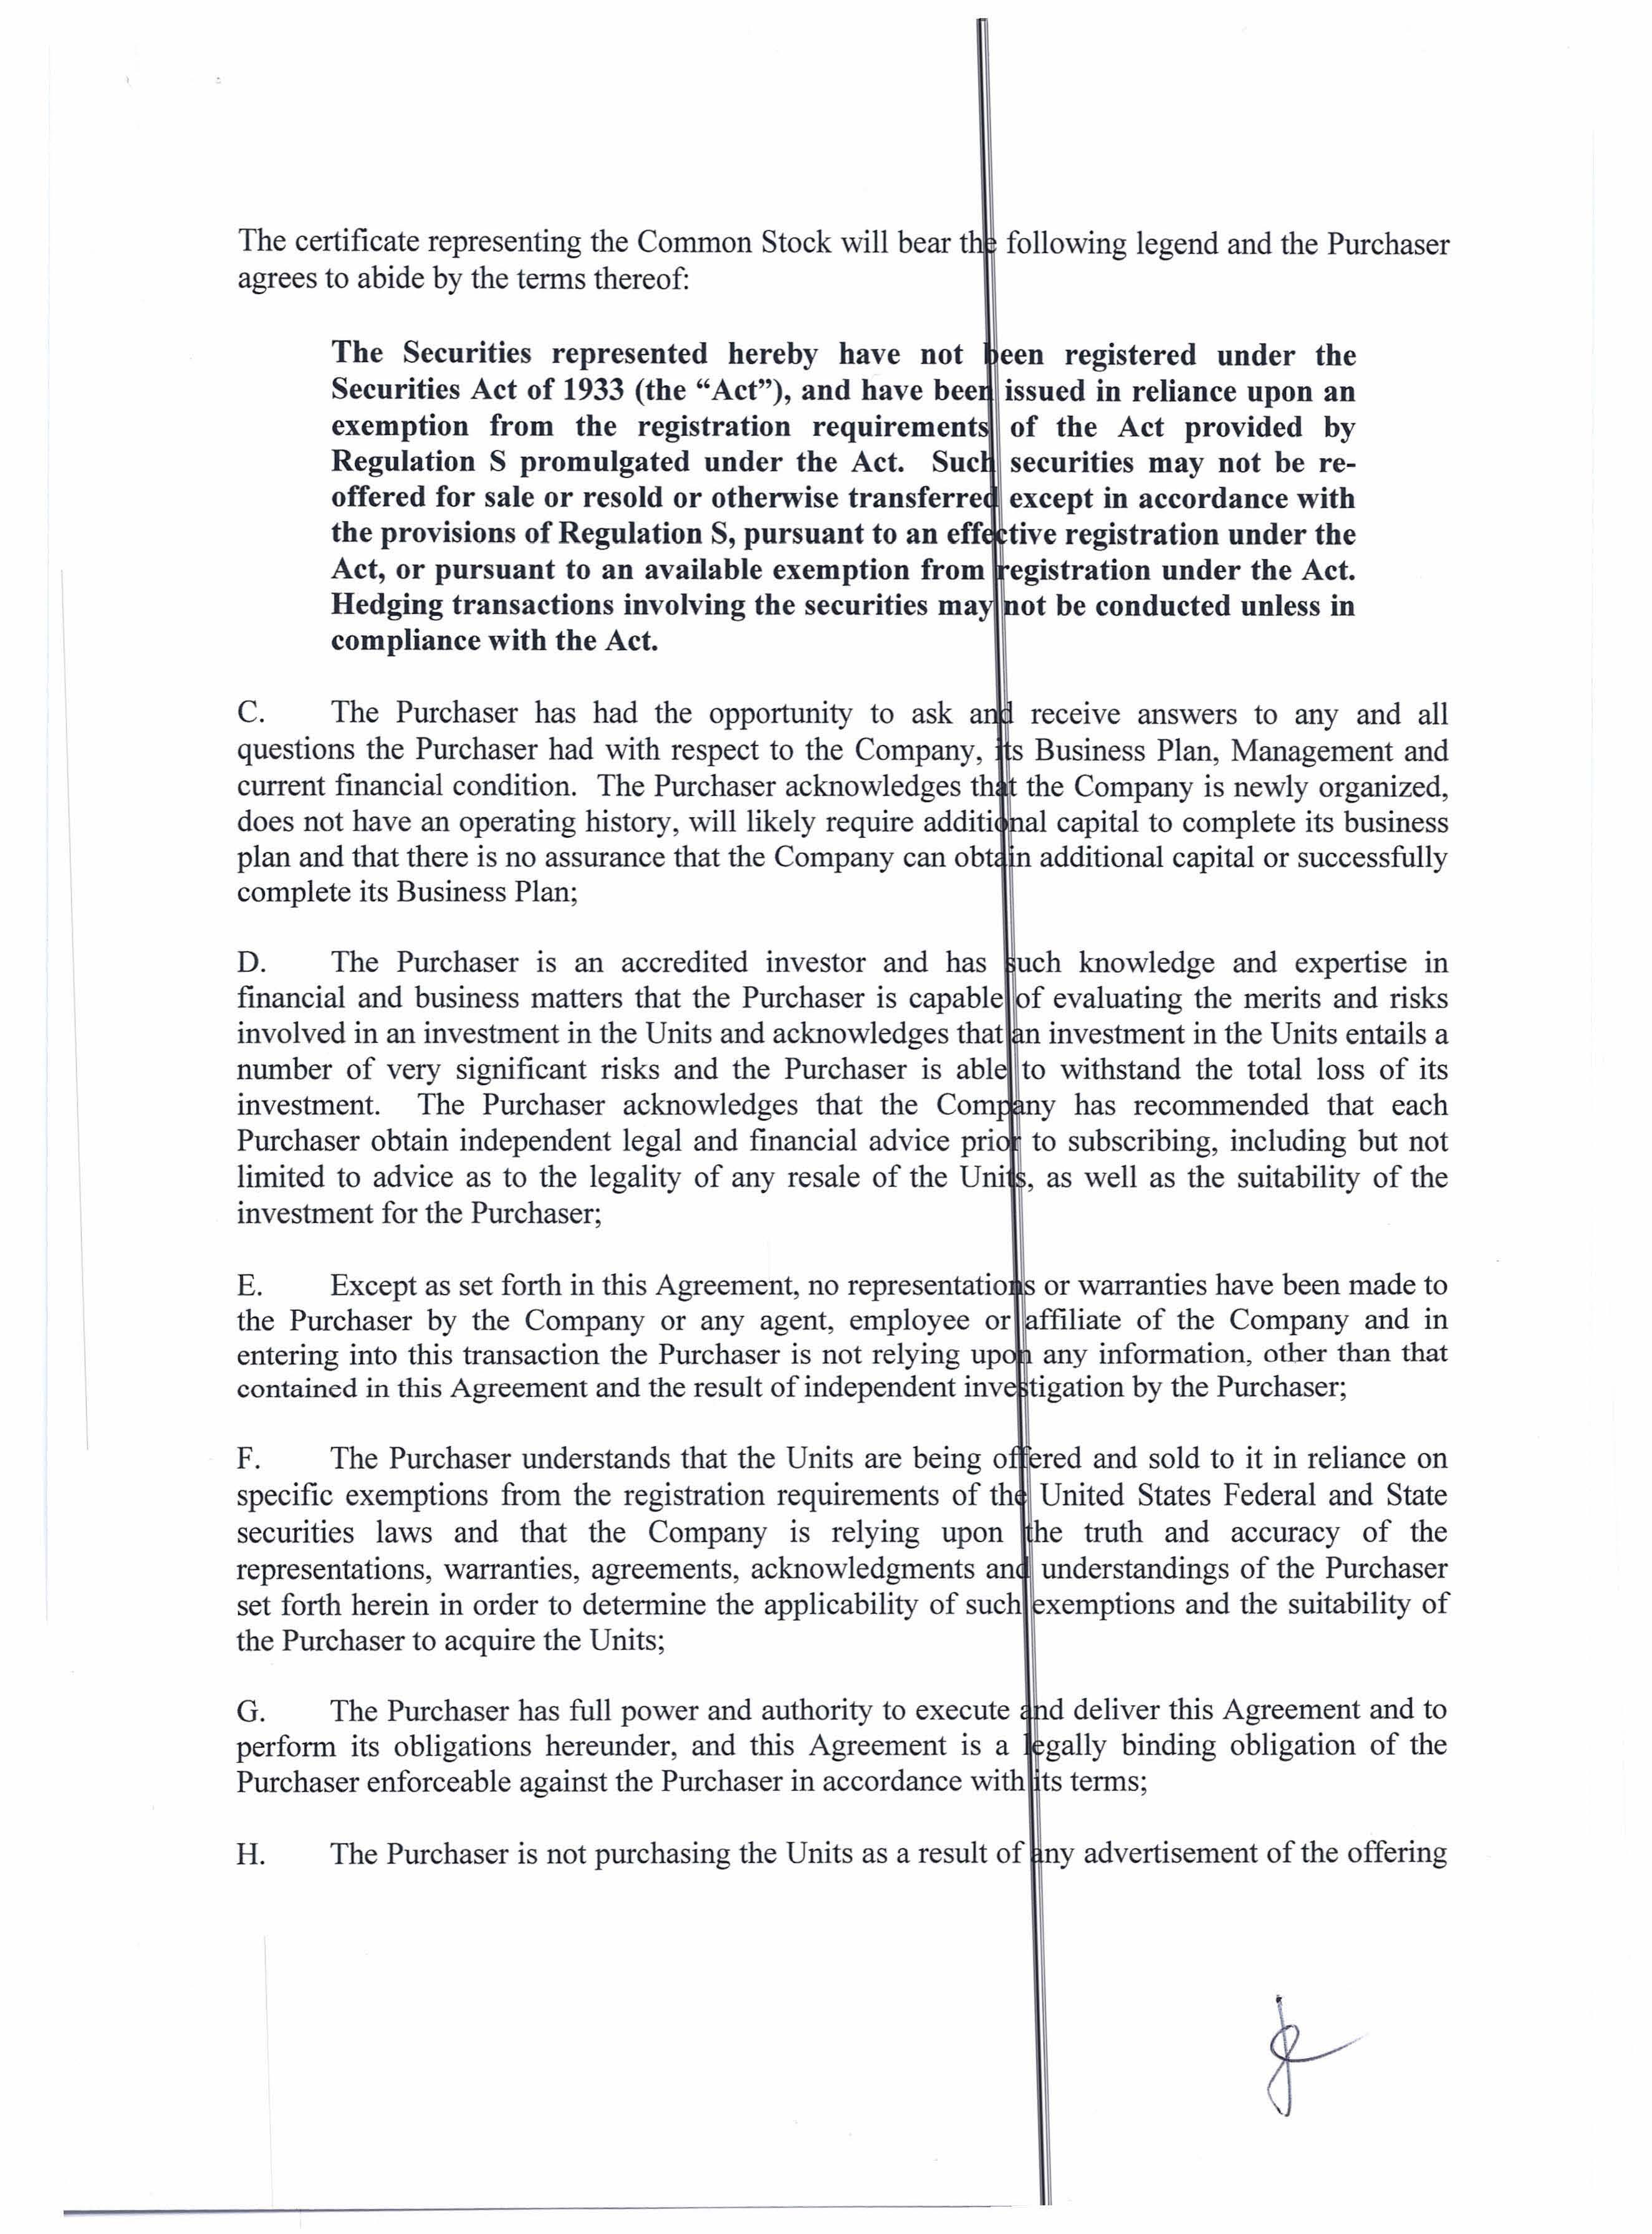 The certificate representing the Common Stock will bear the following legend and the Purchaser
agrees to abide by the terms thereof:
The Securities represented hereby have not been registered under the
Securities Act of 1933 (the “Act”), and have been issued in reliance upon an
exemption from the registration requirements of the Act provided by
Regulation S promulgated under the Act. Such securities may not be re-
offered for sale or resold or otherwise transferred except in accordance with
the provisions of Regulation S, pursuant to an effective registration under the
Act, or pursuant to an available exemption from registration under the Act.
Hedging transactions involving the securities may not be conducted unless in
compliance with the Act.
C. The Purchaser has had the opportunity to ask and receive answers to any and all
questions the Purchaser had with respect to the Company, its Business Plan, Management and
current financial condition. The Purchaser acknowledges that the Company is newly organized,
does not have an operating history, will likely require additional capital to complete its business
plan and that there is no assurance that the Company can obtain additional capital or successfully
complete its Business Plan;
D. The Purchaser is an accredited investor and has such knowledge and expertise in
financial and business matters that the Purchaser is capable of evaluating the merits and risks
involved in an investment in the Units and acknowledges that an investment in the Units entails a
number of very significant risks and the Purchaser is able to withstand the total loss of its
investment. The Purchaser acknowledges that the Company has recommended that each
Purchaser obtain independent legal and financial advice prior to subscribing, including but not
limited to advice as to the legality of any resale of the Units, as well as the suitability of the
investment for the Purchaser;
E. Except as set forth in this Agreement, no representations or warranties have been made to
the Purchaser by the Company or any agent, employee or affiliate of the Company and in
entering into this transaction the Purchaser is not relying upon any information, other than that
contained in this Agreement and the result of independent investigation by the Purchaser;
F. The Purchaser understands that the Units are being offered and sold to it in reliance on
specific exemptions from the registration requirements of the United States Federal and State
securities laws and that the Company is relying upon the truth and accuracy of the
representations, warranties, agreements, acknowledgments and understandings of the Purchaser
set forth herein in order to determine the applicability of such exemptions and the suitability of
the Purchaser to acquire the Units;
G. The Purchaser has full power and authority to execute and deliver this Agreement and to
perform its obligations hereunder, and this Agreement is a legally binding obligation of the
Purchaser enforceable against the Purchaser in accordance with its terms;
H. The Purchaser is not purchasing the Units as a result of any advertisement of the offering